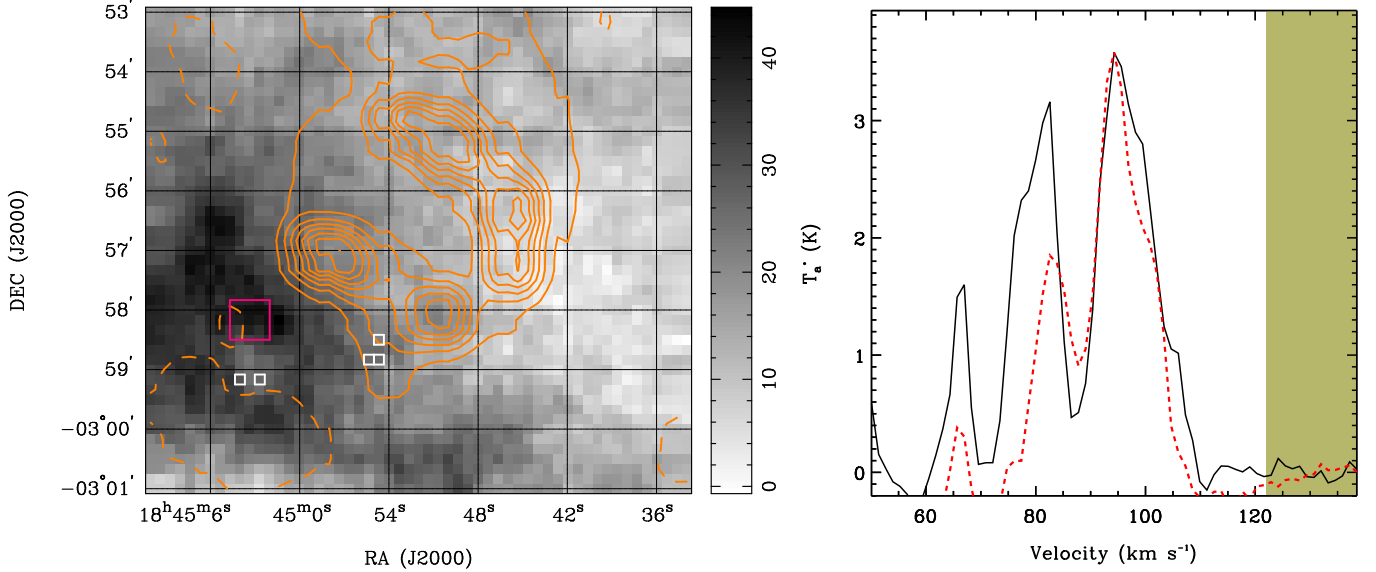 53′
54′
55′
56′
57′
58′
59′
−03°00′
−03°01′
DEC (J2000)
18ʰ45ᵐ6ˢ
45ᵐ0ˢ
54ˢ
48ˢ
42ˢ
36ˢ
RA (J2000)
40
30
20
10
0
3
2
1
0
Tₐ* (K)
60
80
100
120
Velocity (km s⁻¹)